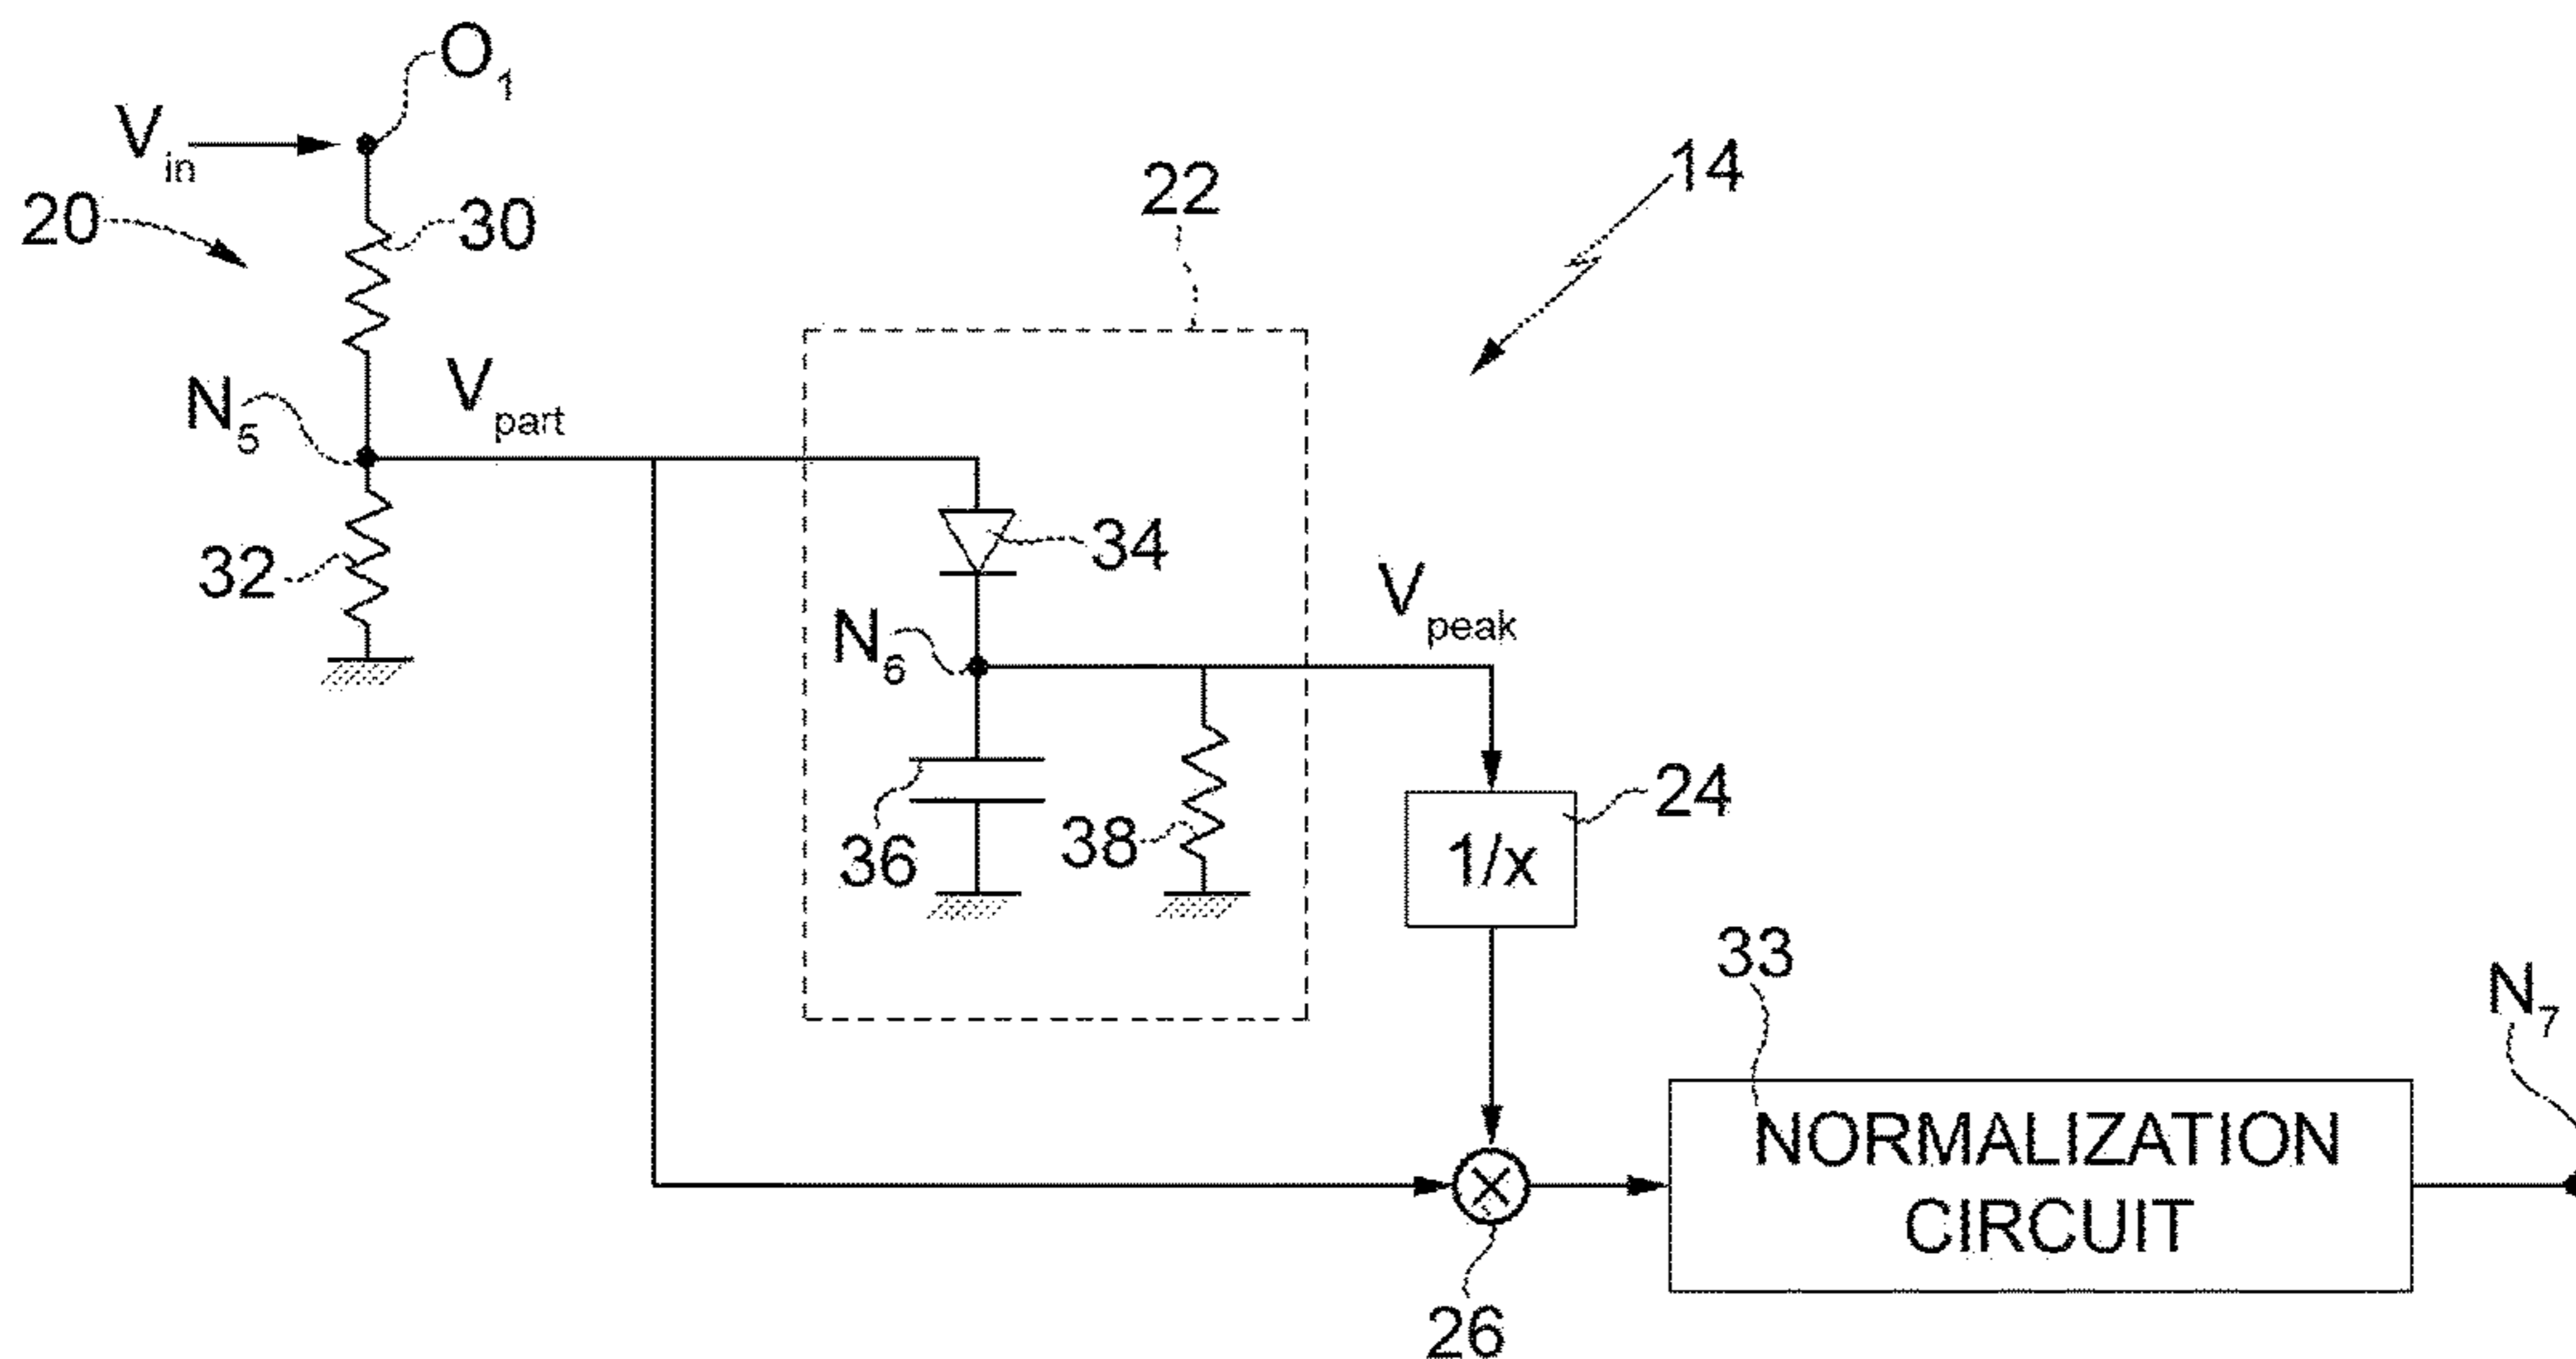 O1
Vin
14
22
20
30
Vpart
N5
34
32
Vpeak
N6
24
36
38
1/x
33
N7
NORMALIZATION
CIRCUIT
26